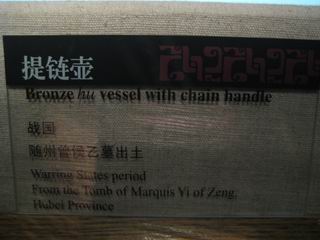 提链壶
Bronze hu vessel with chain handle
战国
随州曾侯乙墓出土
Warring States period
From the Tomb of Marquis Yi of Zeng,
Hubei Province